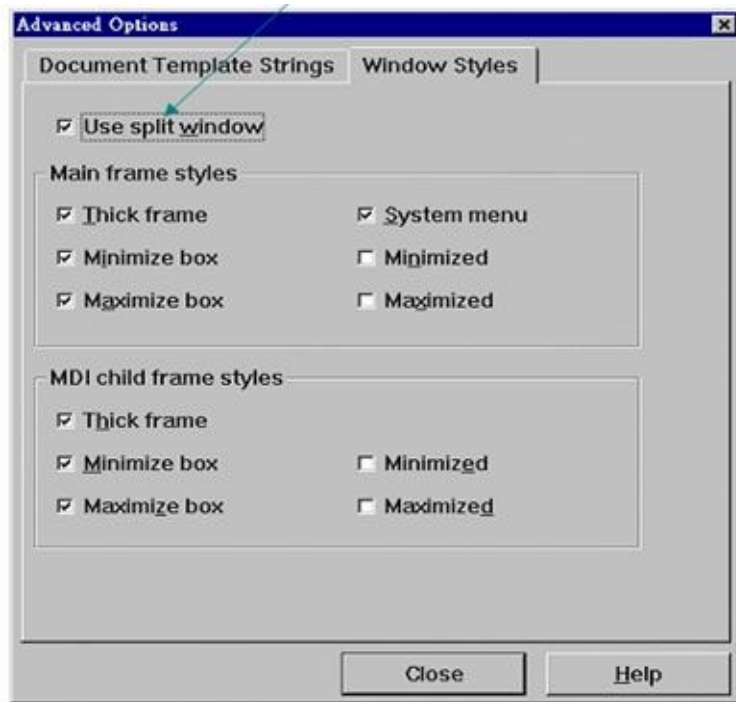 Advanced Options
Document Template Strings Window Styles
Use split window
Main frame styles
Thick frame System menu
Minimize box Minimized
Maximize box Maximized
MDI child frame styles
Thick frame
Minimize box Minimized
Maximize box Maximized
Close Help